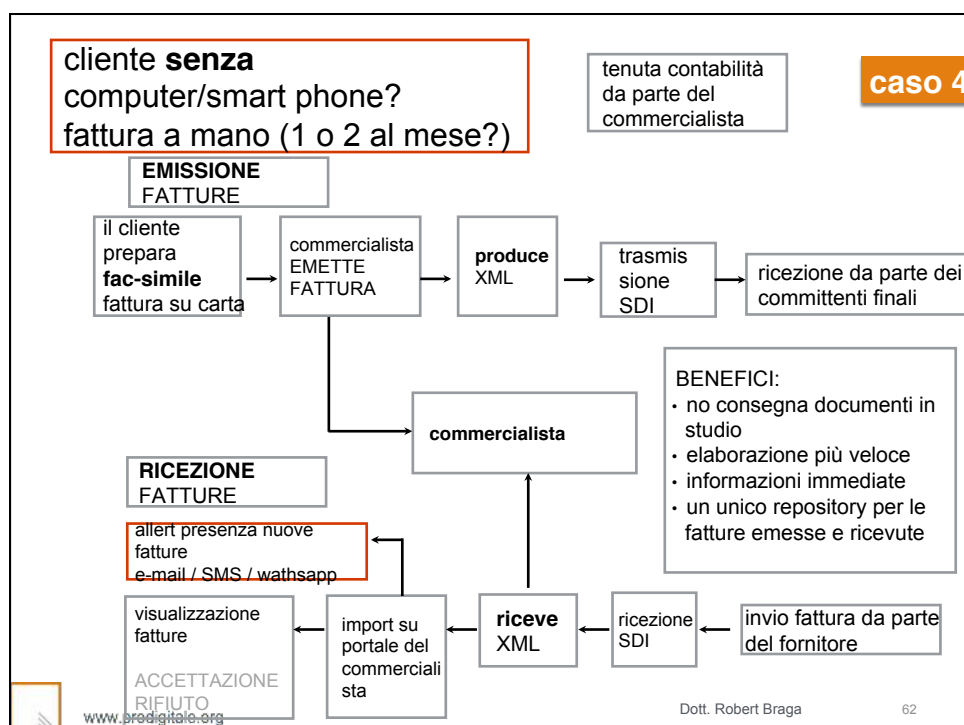 cliente senza
computer/smart phone?
fattura a mano (1 o 2 al mese?)
tenuta contabilità
da parte del
commercialista
caso 4
EMISSIONE
FATTURE
il cliente
prepara
fac-simile
fattura su carta
commercialista
EMETTE
FATTURA
produce
XML
trasmis
sione
SDI
ricezione da parte dei
committenti finali
commercialista
BENEFICI:
• no consegna documenti in
studio
• elaborazione più veloce
• informazioni immediate
• un unico repository per le
fatture emesse e ricevute
RICEZIONE
FATTURE
allert presenza nuove
fatture
e-mail / SMS / wathsapp
visualizzazione
fatture
ACCETTAZIONE
RIFIUTO
import su
portale del
commerciali
sta
riceve
XML
ricezione
SDI
invio fattura da parte
del fornitore
www.prodigitale.org
Dott. Robert Braga
62